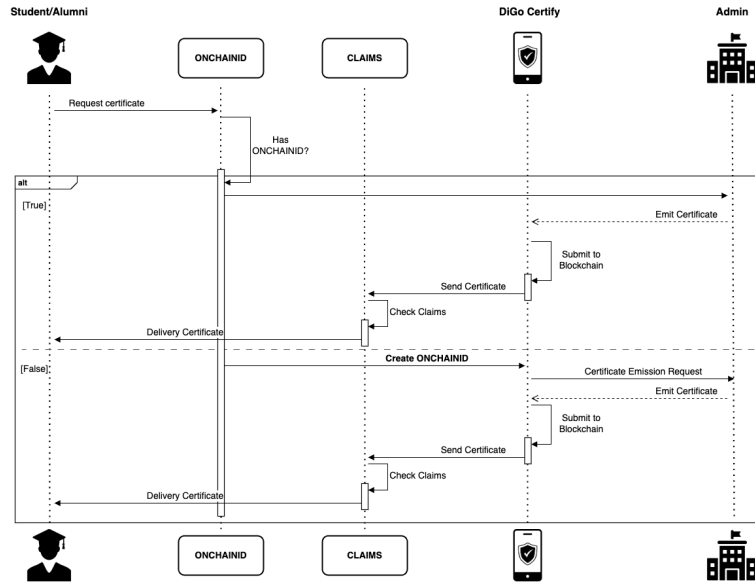 Student/Alumni
DiGo Certify
Admin
ONCHAINID
CLAIMS
Request certificate
Has
ONCHAINID?
alt
[True]
Emit Certificate
Submit to
Blockchain
Send Certificate
Check Claims
Delivery Certificate
[False]
Create ONCHAINID
Certificate Emission Request
Emit Certificate
Submit to
Blockchain
Send Certificate
Check Claims
Delivery Certificate
ONCHAINID
CLAIMS